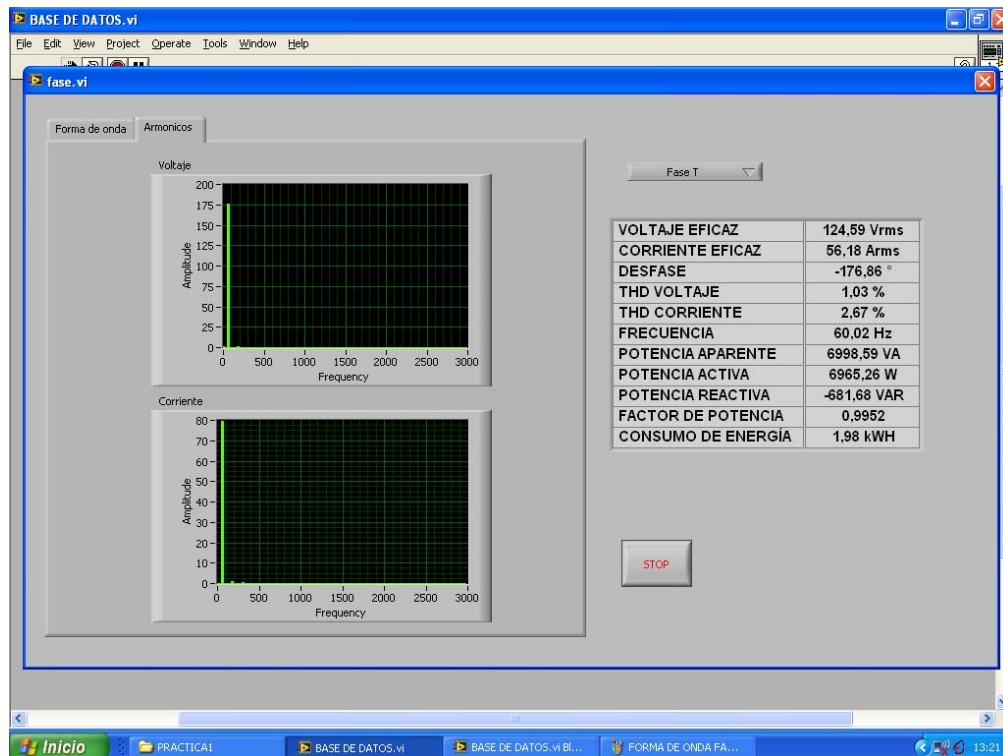 BASE DE DATOS.vi
File Edit View Project Operate Tools Window Help
fase.vi
Forma de onda Armonicos
Voltaje
Amplitude
200
175
150
125
100
75
50
25
0
0 500 1000 1500 2000 2500 3000
Frequency
Corriente
Amplitude
80
70
60
50
40
30
20
10
0
0 500 1000 1500 2000 2500 3000
Frequency
Fase T
VOLTAJE EFICAZ 124,59 Vrms
CORRIENTE EFICAZ 56,18 Arms
DESFASE -176,86 °
THD VOLTAJE 1,03 %
THD CORRIENTE 2,67 %
FRECUENCIA 60,02 Hz
POTENCIA APARENTE 6998,59 VA
POTENCIA ACTIVA 6965,26 W
POTENCIA REACTIVA -681,68 VAR
FACTOR DE POTENCIA 0,9952
CONSUMO DE ENERGÍA 1,98 kWH
STOP
Inicio PRACTICA1 BASE DE DATOS.vi BASE DE DATOS.vi Bl... FORMA DE ONDA FA... 13:21